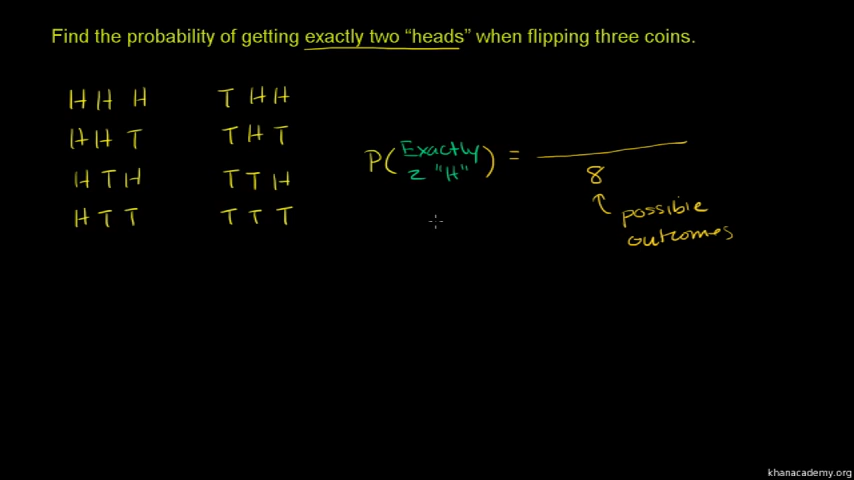 Find the probability of getting exactly two “heads” when flipping three coins.
H H H T H H
H H T T H T
H T H T T H
H T T T T T
P( Exactly 2 "H" ) =
8
possible
outcomes
khanacademy.org